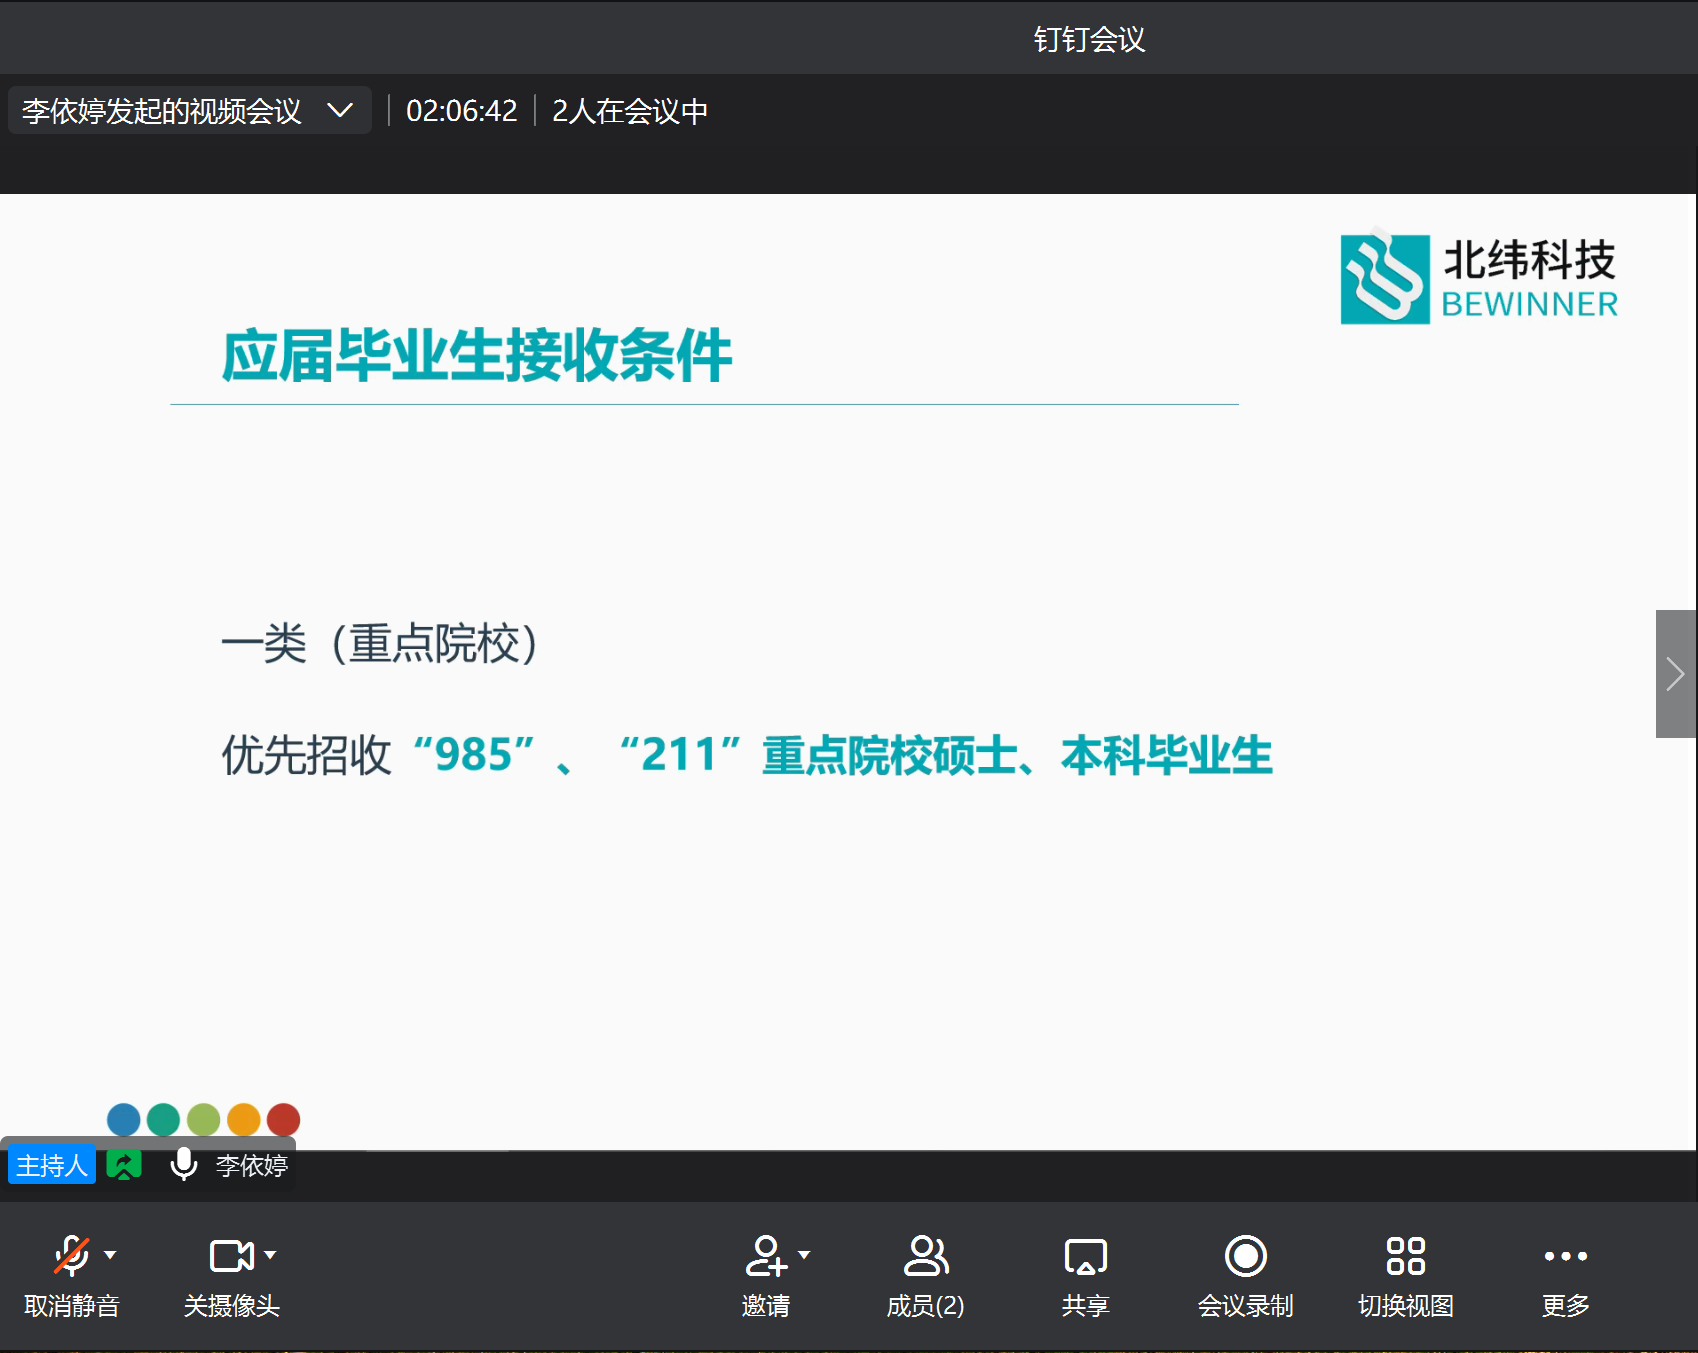 钉钉会议
李依婷发起的视频会议 02:06:42 2人在会议中
北纬科技
BEWINNER
应届毕业生接收条件
一类（重点院校）
优先招收“985”、“211”重点院校硕士、本科毕业生
主持人 李依婷
取消静音 关摄像头 邀请 成员(2) 共享 会议录制 切换视图 更多